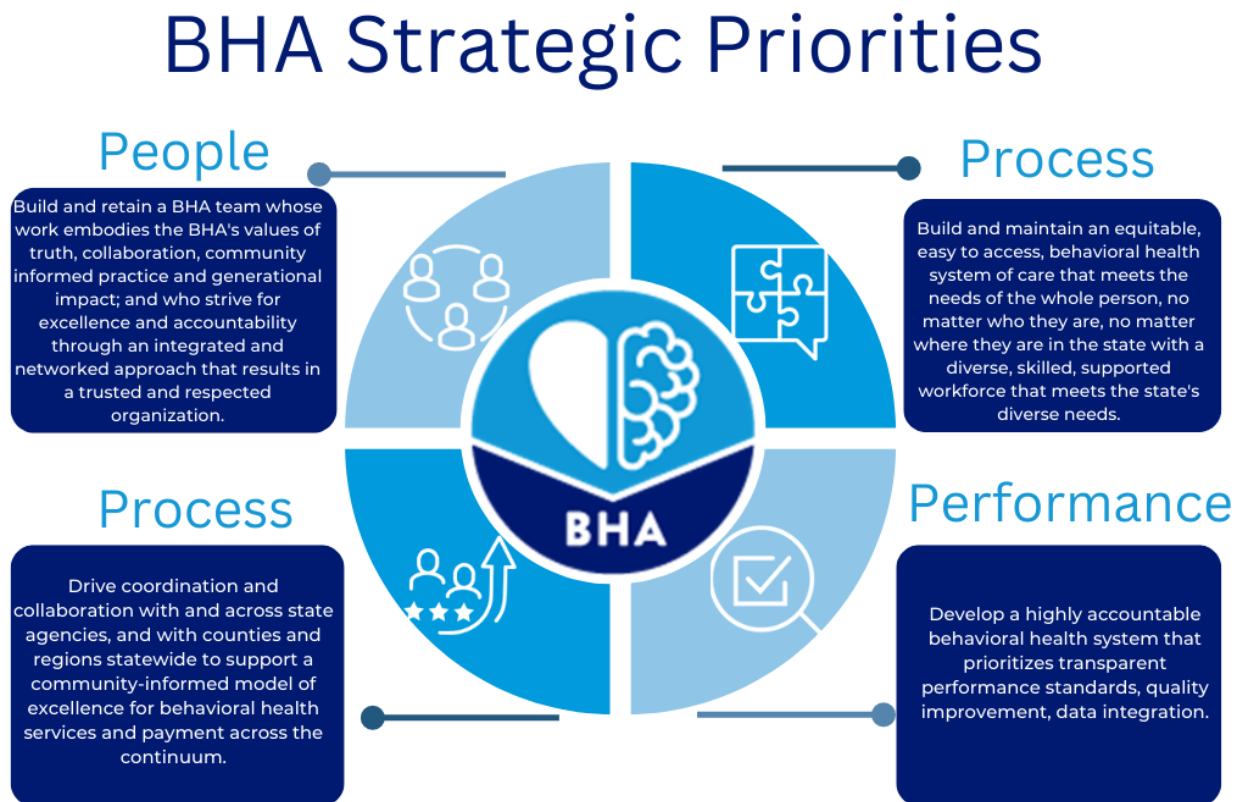 BHA Strategic Priorities
People
Build and retain a BHA team whose
work embodies the BHA's values of
truth, collaboration, community
informed practice and generational
impact; and who strive for
excellence and accountability
through an integrated and
networked approach that results in
a trusted and respected
organization.
Process
Build and maintain an equitable,
easy to access, behavioral health
system of care that meets the
needs of the whole person, no
matter who they are, no matter
where they are in the state with a
diverse, skilled, supported
workforce that meets the state's
diverse needs.
BHA
Process
Drive coordination and
collaboration with and across state
agencies, and with counties and
regions statewide to support a
community-informed model of
excellence for behavioral health
services and payment across the
continuum.
Performance
Develop a highly accountable
behavioral health system that
prioritizes transparent
performance standards, quality
improvement, data integration.